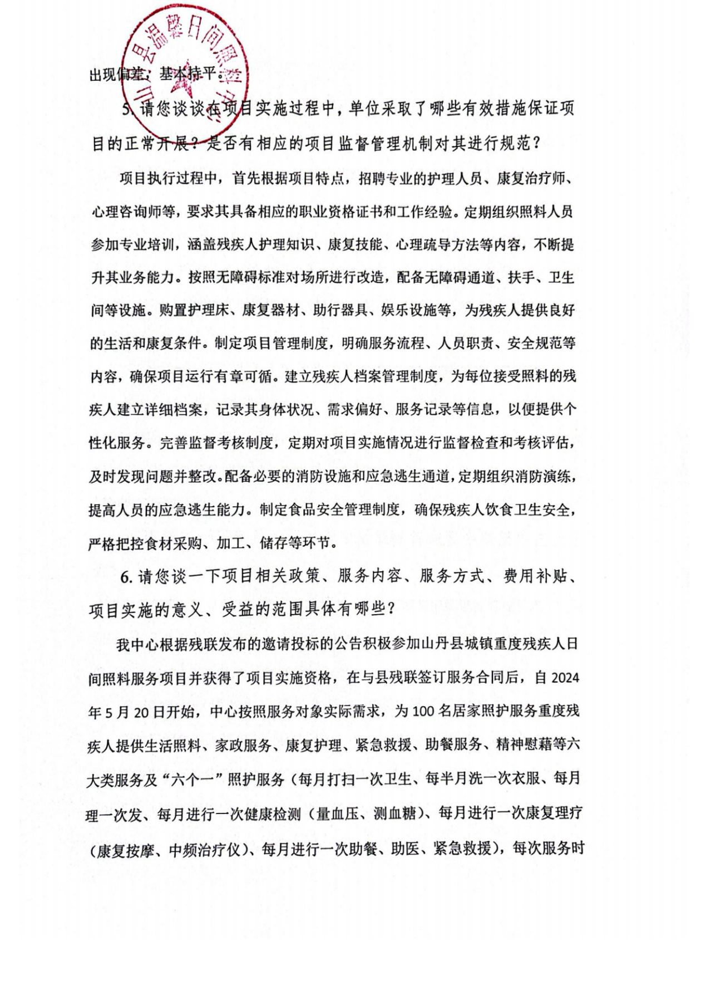 山丹县温馨日间照料中心
出现偏差，基本持平。
5. 请您谈谈在项目实施过程中，单位采取了哪些有效措施保证项
目的正常开展？是否有相应的项目监督管理机制对其进行规范？
项目执行过程中，首先根据项目特点，招聘专业的护理人员、康复治疗师、
心理咨询师等，要求其具备相应的职业资格证书和工作经验。定期组织照料人员
参加专业培训，涵盖残疾人护理知识、康复技能、心理疏导方法等内容，不断提
升其业务能力。按照无障碍标准对场所进行改造，配备无障碍通道、扶手、卫生
间等设施。购置护理床、康复器材、助行器具、娱乐设施等，为残疾人提供良好
的生活和康复条件。制定项目管理制度，明确服务流程、人员职责、安全规范等
内容，确保项目运行有章可循。建立残疾人档案管理制度，为每位接受照料的残
疾人建立详细档案，记录其身体状况、需求偏好、服务记录等信息，以便提供个
性化服务。完善监督考核制度，定期对项目实施情况进行监督检查和考核评估，
及时发现问题并整改。配备必要的消防设施和应急逃生通道，定期组织消防演练，
提高人员的应急逃生能力。制定食品安全管理制度，确保残疾人饮食卫生安全，
严格把控食材采购、加工、储存等环节。
6. 请您谈一下项目相关政策、服务内容、服务方式、费用补贴、
项目实施的意义、受益的范围具体有哪些？
我中心根据残联发布的邀请投标的公告积极参加山丹县城镇重度残疾人日
间照料服务项目并获得了项目实施资格，在与县残联签订服务合同后，自 2024
年 5 月 20 日开始，中心按照服务对象实际需求，为 100 名居家照护服务重度残
疾人提供生活照料、家政服务、康复护理、紧急救援、助餐服务、精神慰藉等六
大类服务及“六个一”照护服务（每月打扫一次卫生、每半月洗一次衣服、每月
理一次发、每月进行一次健康检测（量血压、测血糖）、每月进行一次康复理疗
（康复按摩、中频治疗仪）、每月进行一次助餐、助医、紧急救援），每次服务时